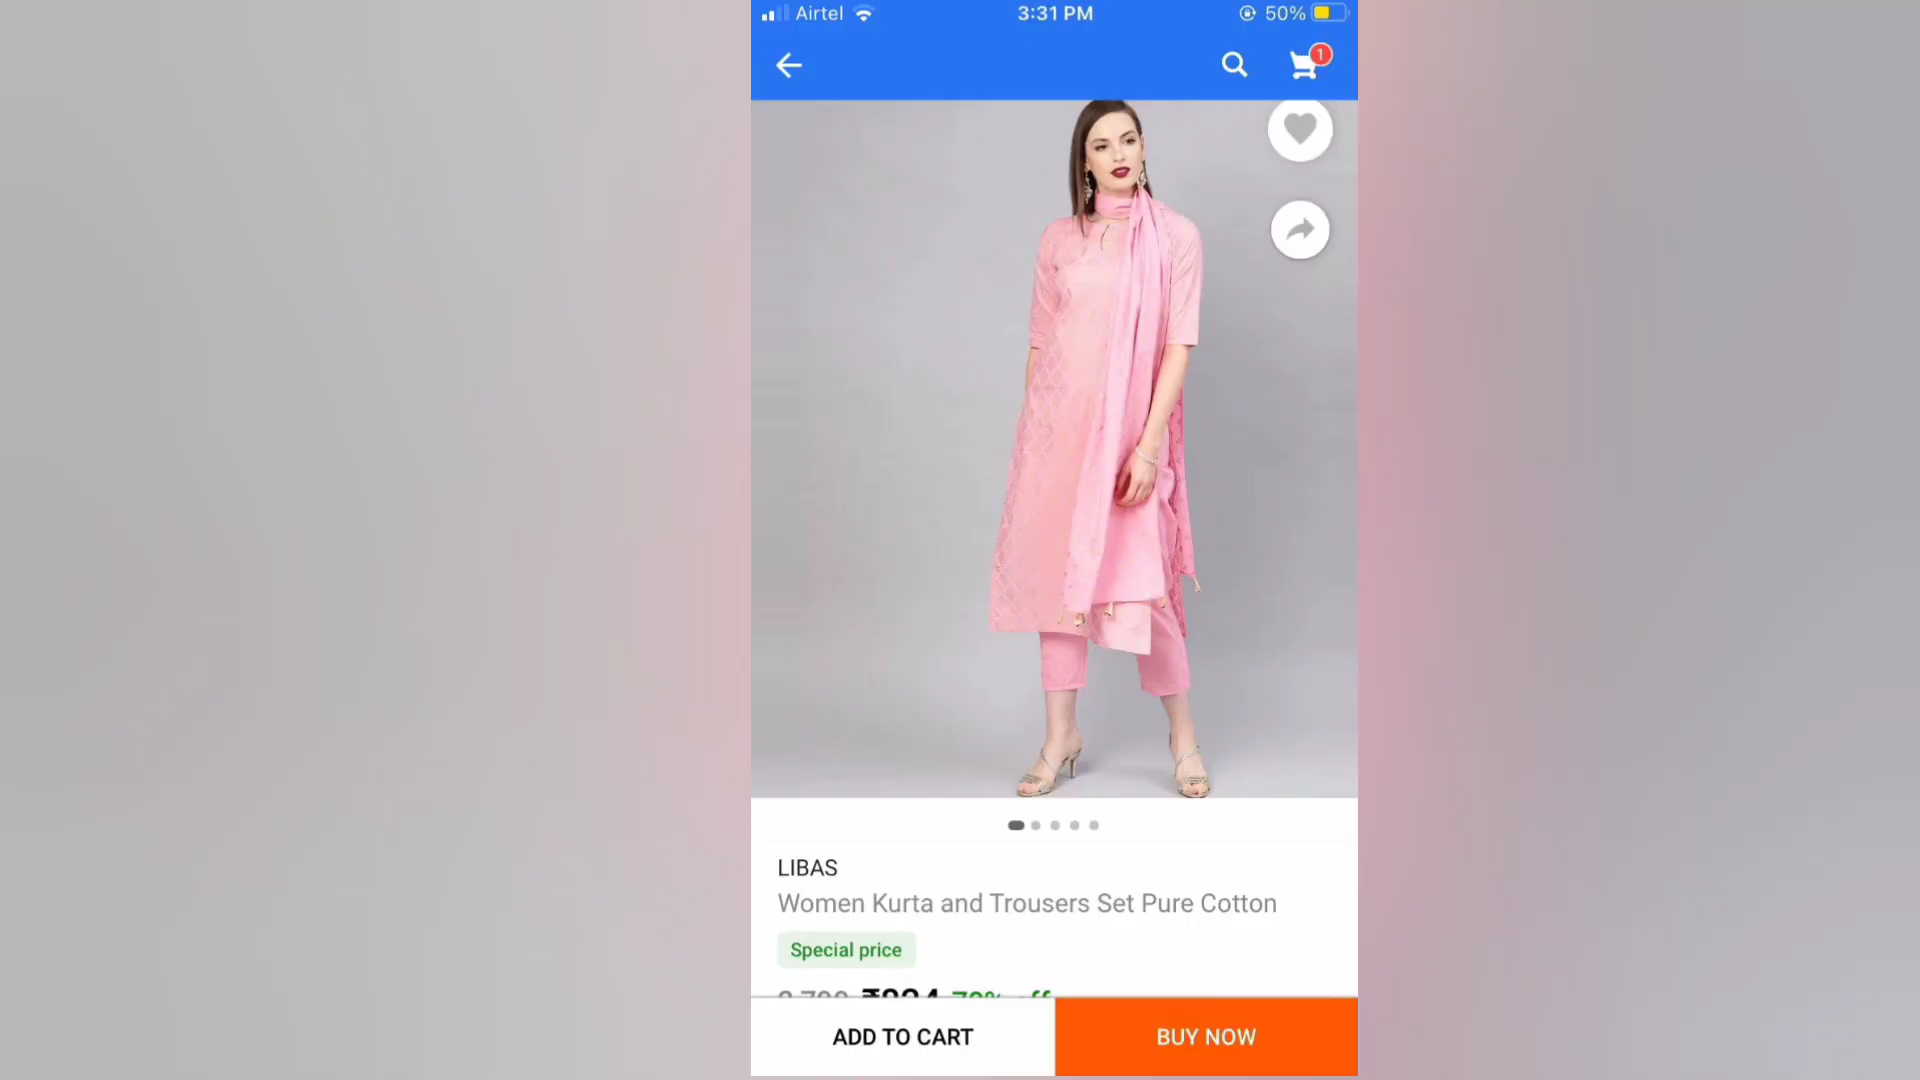 Airtel 3:31 PM 50%
1
LIBAS
Women Kurta and Trousers Set Pure Cotton
Special price
ADD TO CART
BUY NOW